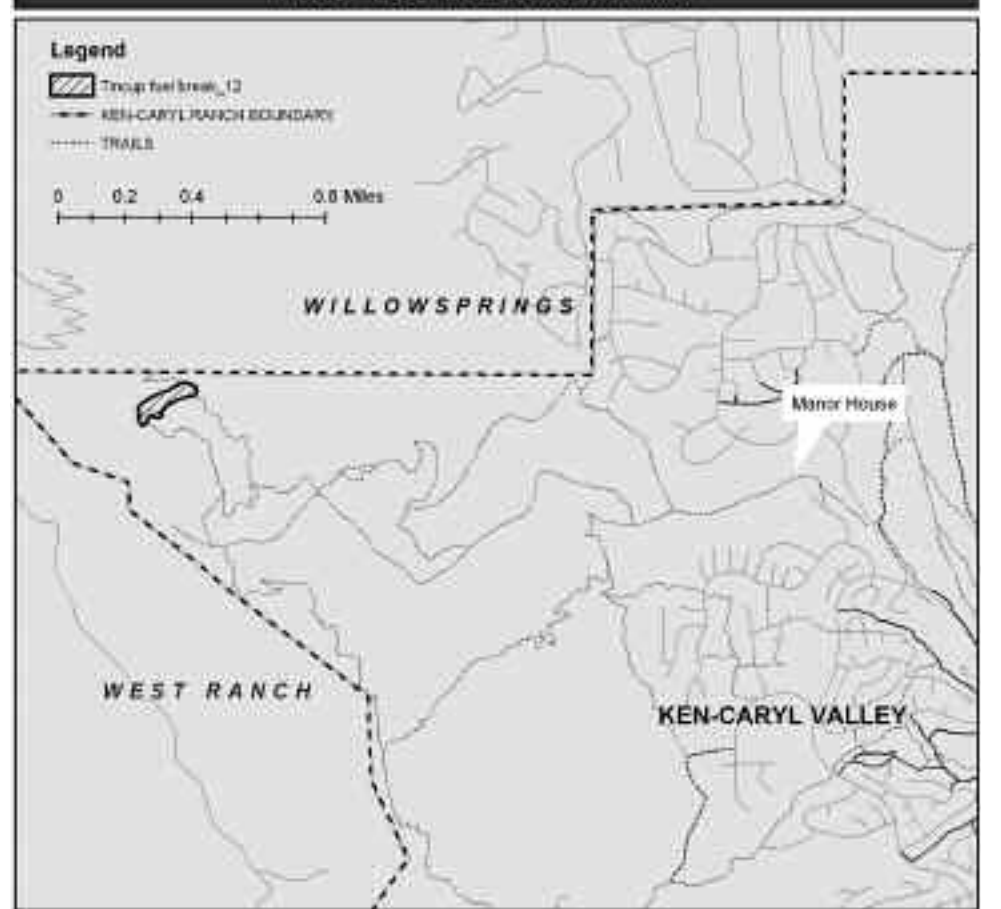 Legend
Tincup fuel break_12
KEN-CARYL RANCH BOUNDARY
TRAILS
0 0.2 0.4 0.8 Miles
WILLOWSPRINGS
Manor House
WEST RANCH
KEN-CARYL VALLEY